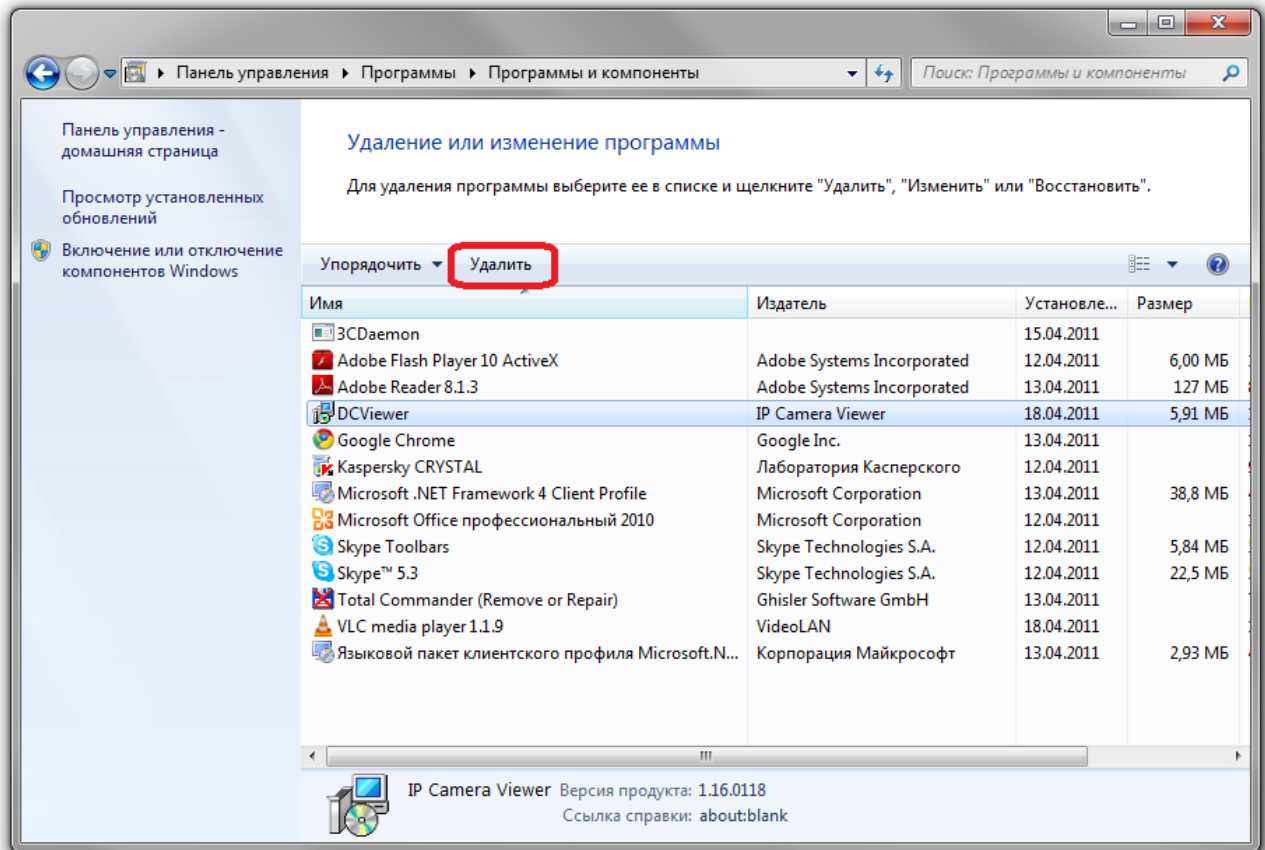 Панель управления ▸ Программы ▸ Программы и компоненты
Поиск: Программы и компоненты
Панель управления -
домашняя страница
Просмотр установленных
обновлений
Включение или отключение
компонентов Windows
Удаление или изменение программы
Для удаления программы выберите ее в списке и щелкните "Удалить", "Изменить" или "Восстановить".
Упорядочить Удалить
Имя Издатель Установле... Размер
3CDaemon 15.04.2011
Adobe Flash Player 10 ActiveX Adobe Systems Incorporated 12.04.2011 6,00 МБ
Adobe Reader 8.1.3 Adobe Systems Incorporated 13.04.2011 127 МБ
DCViewer IP Camera Viewer 18.04.2011 5,91 МБ
Google Chrome Google Inc. 13.04.2011
Kaspersky CRYSTAL Лаборатория Касперского 12.04.2011
Microsoft .NET Framework 4 Client Profile Microsoft Corporation 13.04.2011 38,8 МБ
Microsoft Office профессиональный 2010 Microsoft Corporation 12.04.2011
Skype Toolbars Skype Technologies S.A. 12.04.2011 5,84 МБ
Skype™ 5.3 Skype Technologies S.A. 12.04.2011 22,5 МБ
Total Commander (Remove or Repair) Ghisler Software GmbH 13.04.2011
VLC media player 1.1.9 VideoLAN 18.04.2011
Языковой пакет клиентского профиля Microsoft.N... Корпорация Майкрософт 13.04.2011 2,93 МБ
IP Camera Viewer Версия продукта: 1.16.0118
Ссылка справки: about:blank